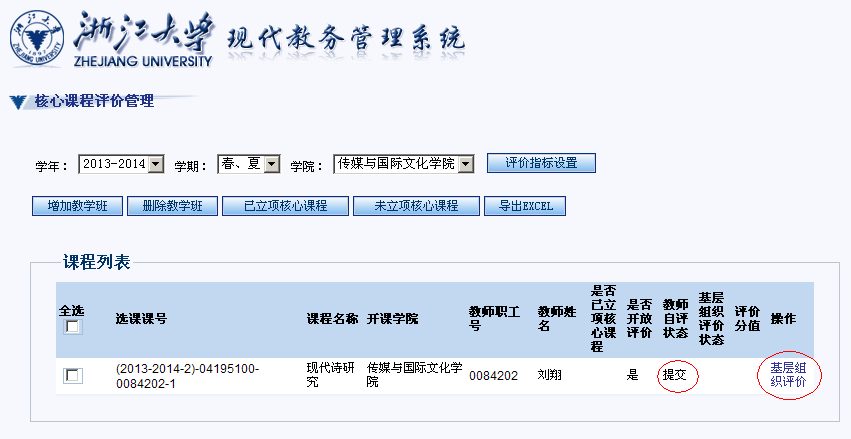 浙江大学 现代教务管理系统
ZHEJIANG UNIVERSITY
核心课程评价管理
学年： 2013-2014 学期： 春、夏 学院： 传媒与国际文化学院 评价指标设置
增加教学班 删除教学班 已立项核心课程 未立项核心课程 导出EXCEL
课程列表
全选
选课课号
课程名称
开课学院
教师职工
号
教师姓
名
是否
已立
项核
心课
程
是否
开放
评价
教师
自评
状态
基层
组织
评价
状态
评价
分值
操作
(2013-2014-2)-04195100-
0084202-1
现代诗研
究
传媒与国际文化学
院
0084202
刘翔
是
提交
基层组
织评价